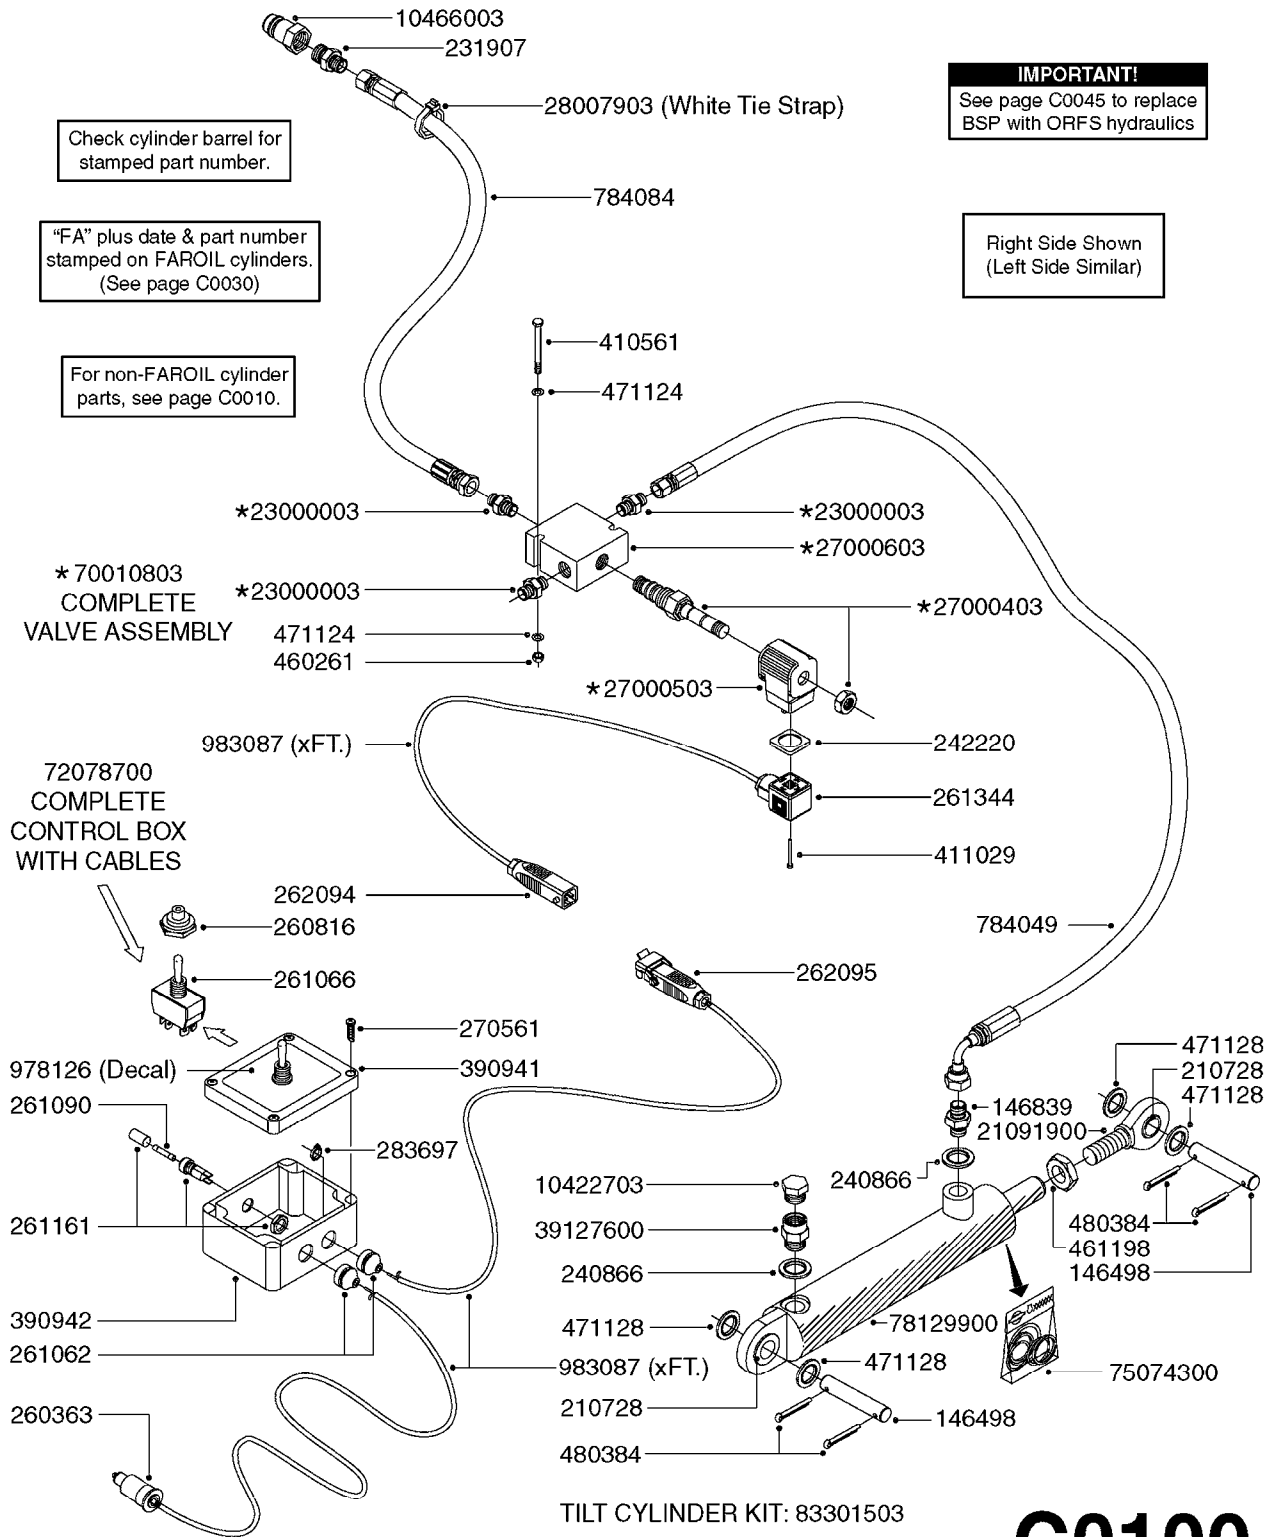 10466003
231907
IMPORTANT!
See page C0045 to replace
BSP with ORFS hydraulics
28007903 (White Tie Strap)
Check cylinder barrel for
stamped part number.
784084
"FA" plus date & part number
stamped on FAROIL cylinders.
(See page C0030)
Right Side Shown
(Left Side Similar)
410561
For non-FAROIL cylinder
parts, see page C0010.
471124
*23000003
*23000003
*27000603
*70010803
COMPLETE
VALVE ASSEMBLY
*23000003
*27000403
471124
460261
*27000503
983087 (xFT.)
242220
72078700
COMPLETE
CONTROL BOX
WITH CABLES
261344
411029
262094
260816
784049
261066
262095
270561
978126 (Decal)
390941
471128
210728
471128
261090
146839
21091900
283697
240866
10422703
261161
39127600
480384
461198
146498
240866
390942
471128
78129900
261062
983087 (xFT.)
471128
75074300
260363
210728
146498
480384
TILT CYLINDER KIT: 83301503